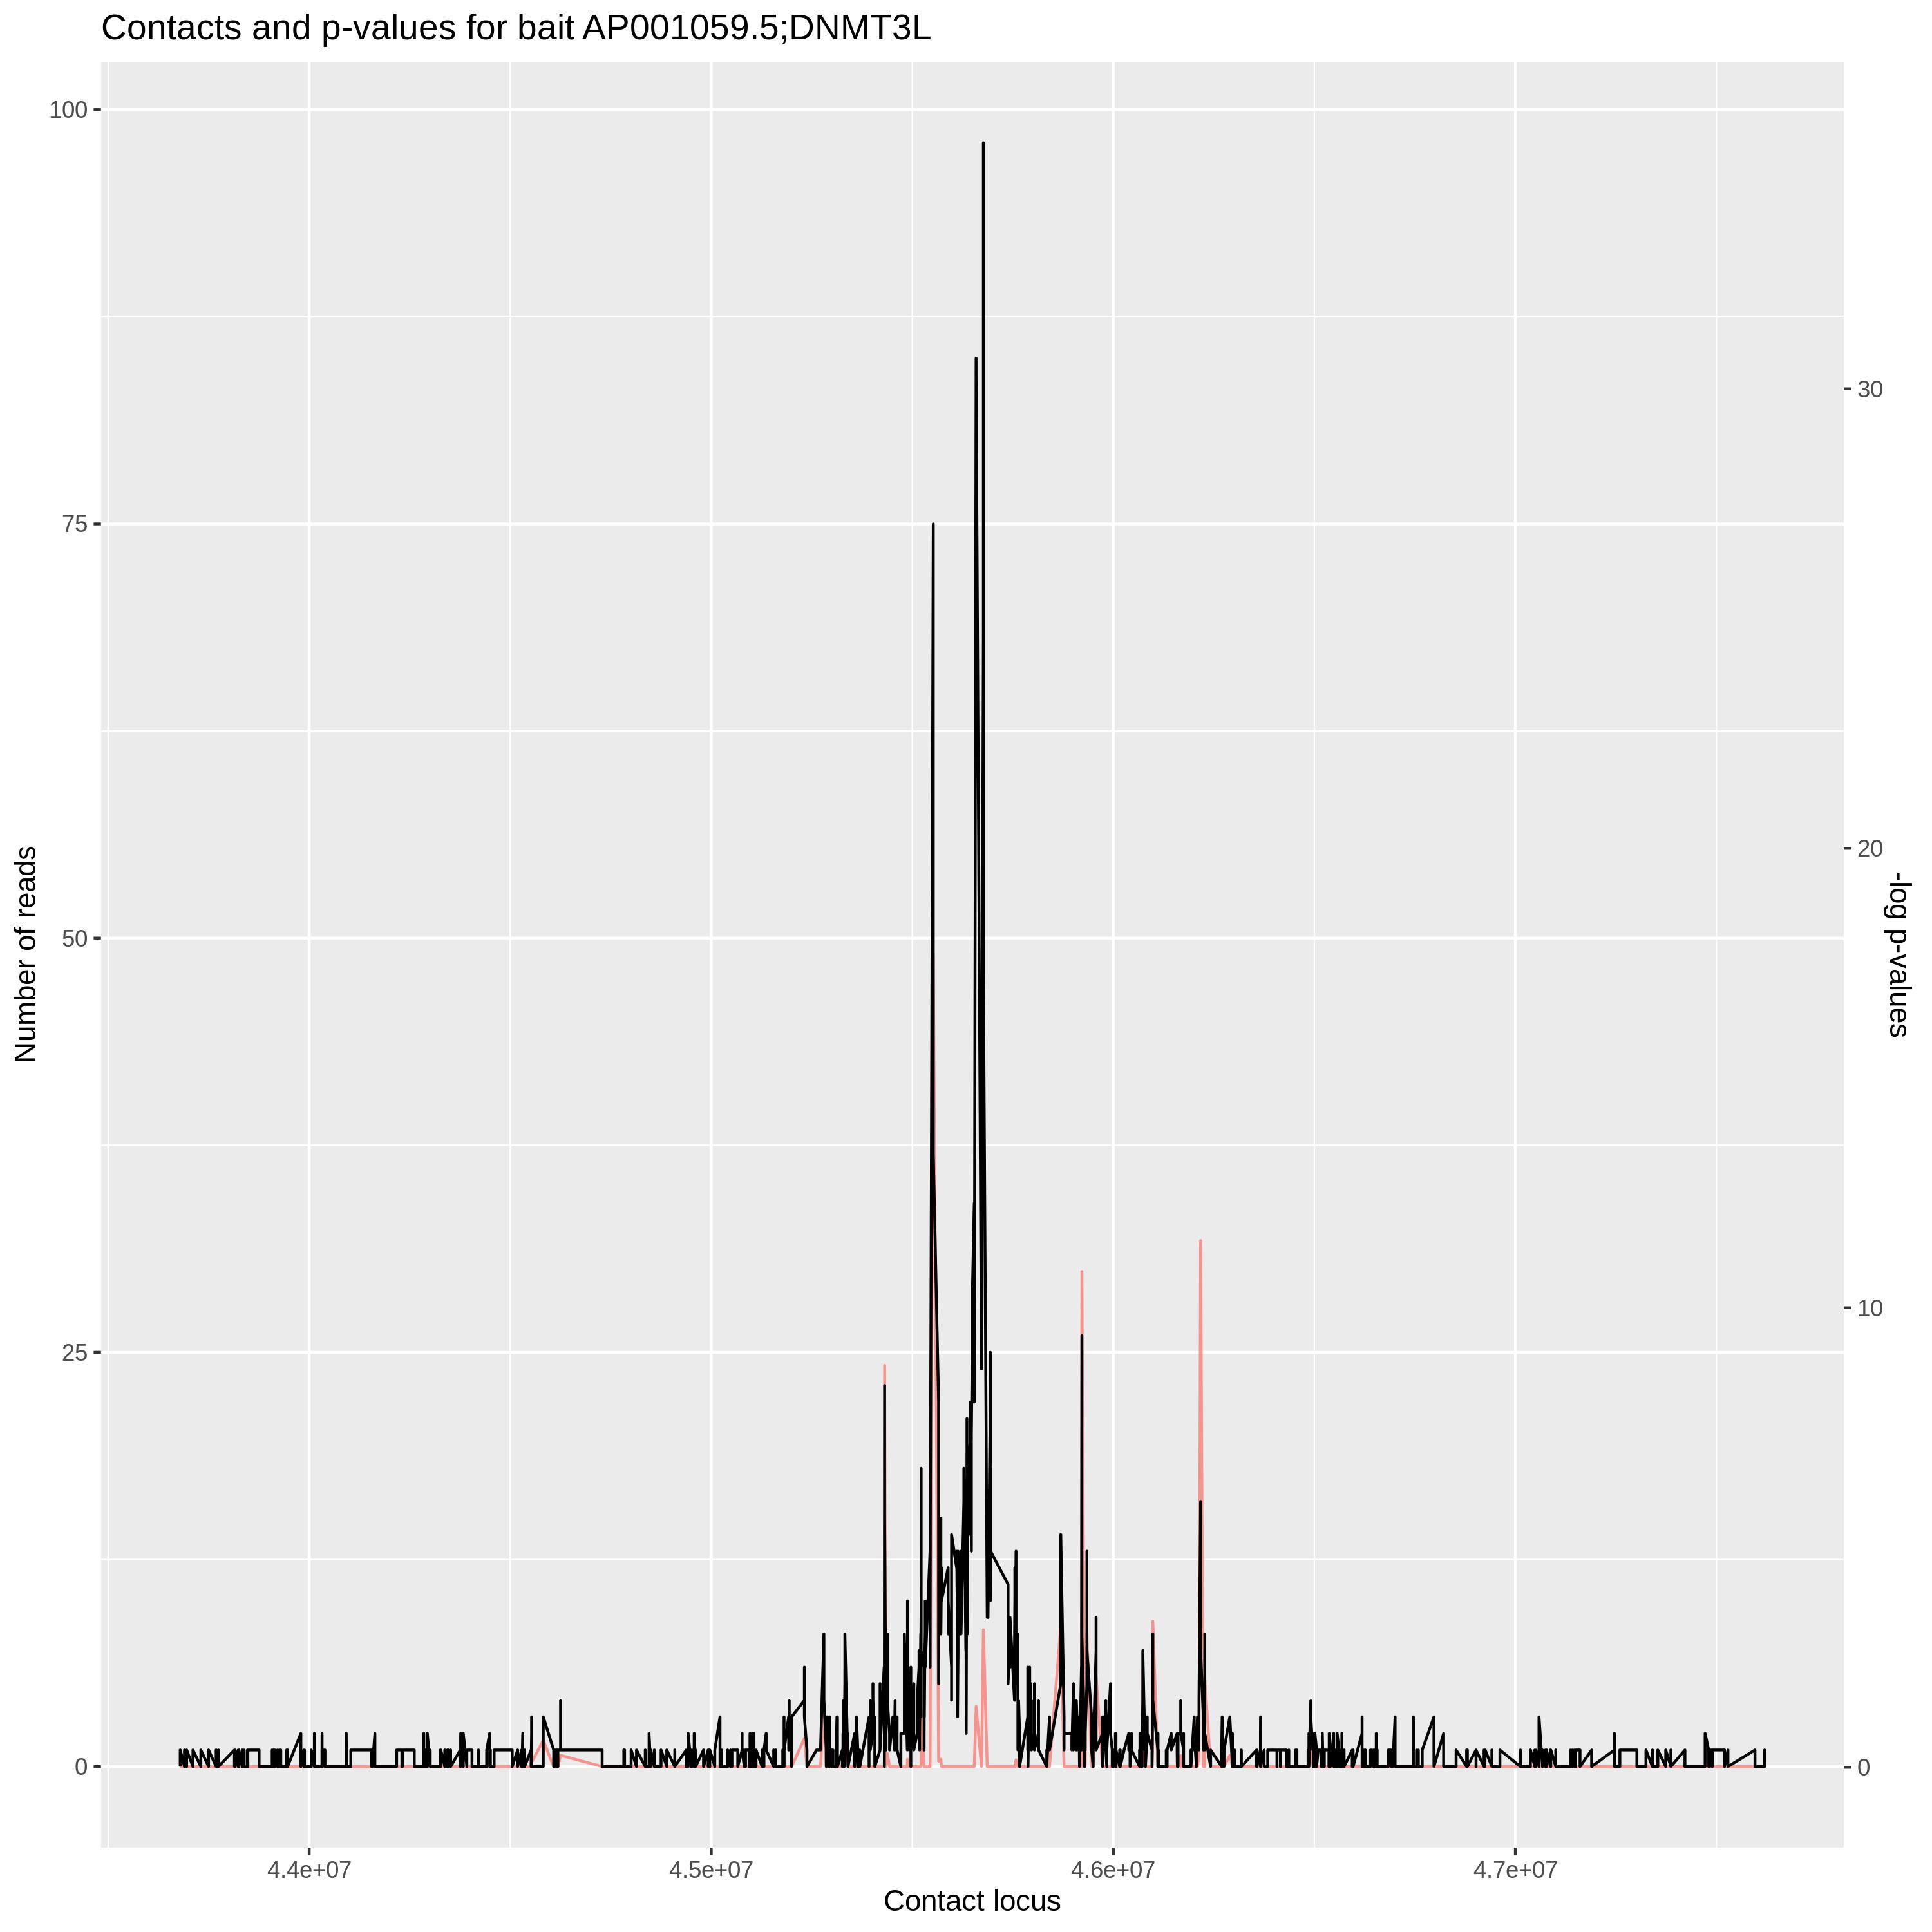 Contacts and p-values for bait AP001059.5;DNMT3L
100
75
50
25
0
Number of reads
30
20
10
0
-log p-values
4.4e+07
4.5e+07
4.6e+07
4.7e+07
Contact locus